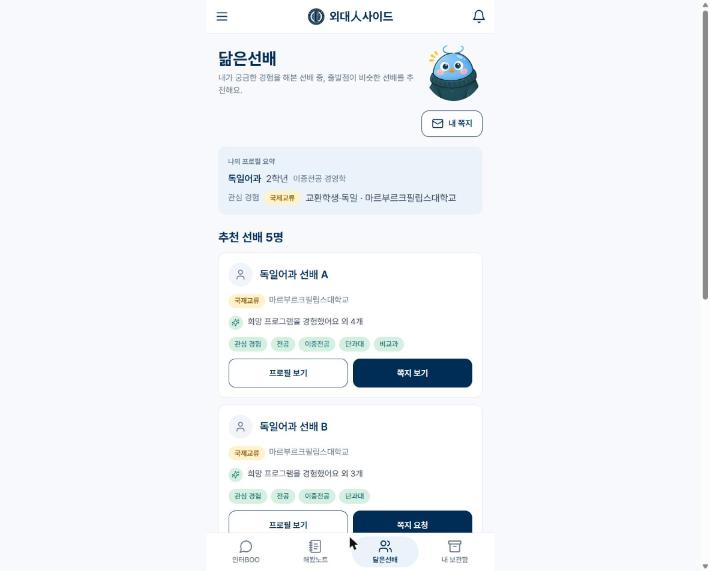 외대人사이드
닮은선배
내가 궁금한 경험을 해본 선배 중, 출발점이 비슷한 선배를 추
천해요.
내 쪽지
나의 프로필 요약
독일어과 2학년 이중전공 경영학
관심 경험 국제교류 교환학생·독일 · 마르부르크필립스대학교
추천 선배 5명
독일어과 선배 A
국제교류 마르부르크필립스대학교
희망 프로그램을 경험했어요 외 4개
관심 경험 전공 이중전공 단과대 비교과
프로필 보기 쪽지 보기
독일어과 선배 B
국제교류 마르부르크필립스대학교
희망 프로그램을 경험했어요 외 3개
관심 경험 전공 이중전공 단과대
프로필 보기 쪽지 요청
인터BOO 해봤노트 닮은선배 내 보관함